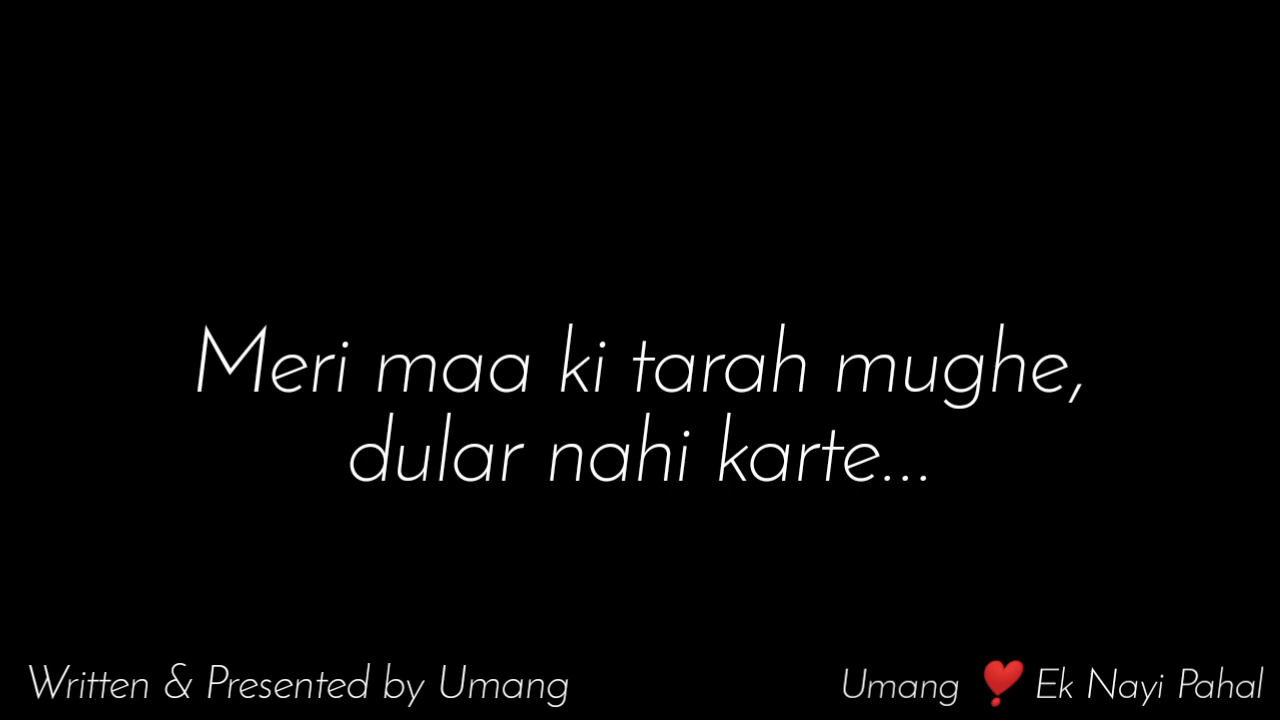 Meri maa ki tarah mughe,
dular nahi karte...
Written & Presented by Umang
Umang ❣️ Ek Nayi Pahal